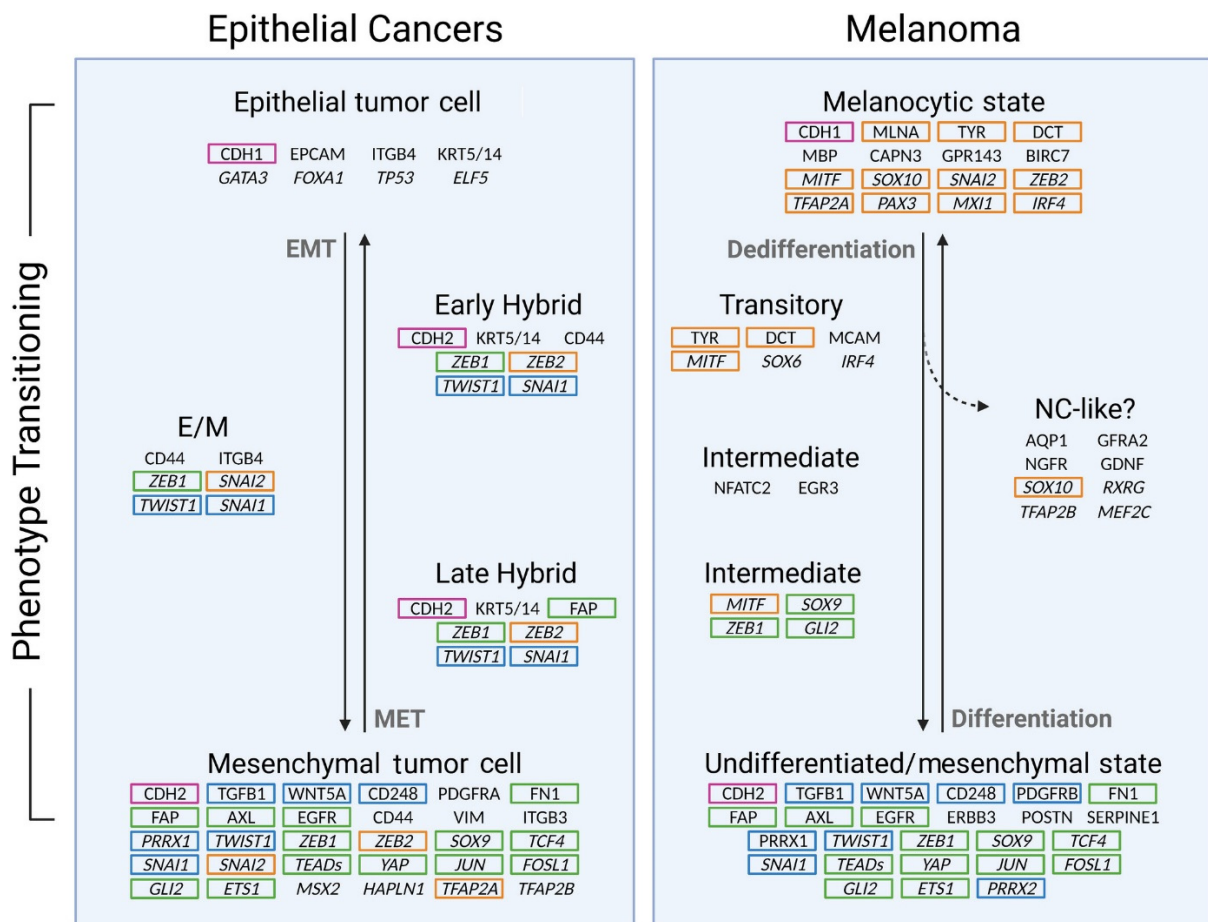 Epithelial Cancers
Epithelial tumor cell
CDH1 EPCAM ITGB4 KRT5/14
GATA3 FOXA1 TP53 ELF5
EMT
Early Hybrid
CDH2 KRT5/14 CD44
ZEB1 ZEB2
TWIST1 SNAI1
E/M
CD44 ITGB4
ZEB1 SNAI2
TWIST1 SNAI1
Late Hybrid
CDH2 KRT5/14 FAP
ZEB1 ZEB2
TWIST1 SNAI1
MET
Mesenchymal tumor cell
CDH2 TGFB1 WNT5A CD248 PDGFRA FN1
FAP AXL EGFR CD44 VIM ITGB3
PRRX1 TWIST1 ZEB1 ZEB2 SOX9 TCF4
SNAI1 SNAI2 TEADs YAP JUN FOSL1
GLI2 ETS1 MSX2 HAPLN1 TFAP2A TFAP2B
Melanoma
Melanocytic state
CDH1 MLNA TYR DCT
MBP CAPN3 GPR143 BIRC7
MITF SOX10 SNAI2 ZEB2
TFAP2A PAX3 MXI1 IRF4
Dedifferentiation
Transitory
TYR DCT MCAM
MITF SOX6 IRF4
NC-like?
AQP1 GFRA2
NGFR GDNF
SOX10 RXRG
TFAP2B MEF2C
Intermediate
NFATC2 EGR3
Intermediate
MITF SOX9
ZEB1 GLI2
Differentiation
Undifferentiated/mesenchymal state
CDH2 TGFB1 WNT5A CD248 PDGFRB FN1
FAP AXL EGFR ERBB3 POSTN SERPINE1
PRRX1 TWIST1 ZEB1 SOX9 TCF4
SNAI1 TEADs YAP JUN FOSL1
GLI2 ETS1 PRRX2
Phenotype Transitioning